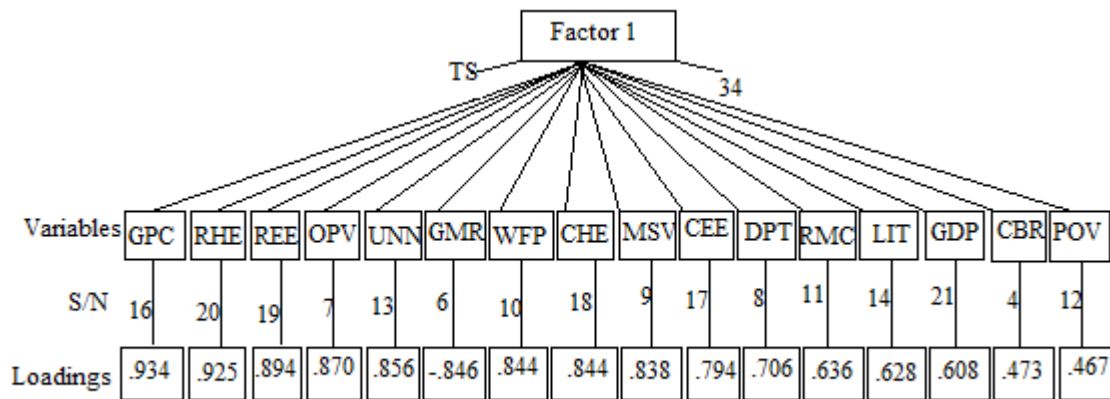 Factor 1
TS
34
Variables GPC RHE REE OPV UNN GMR WFP CHE MSV CEE DPT RMC LIT GDP CBR POV
S/N 16 20 19 7 13 6 10 18 9 17 8 11 14 21 4 12
Loadings .934 .925 .894 .870 .856 -.846 .844 .844 .838 .794 .706 .636 .628 .608 .473 .467